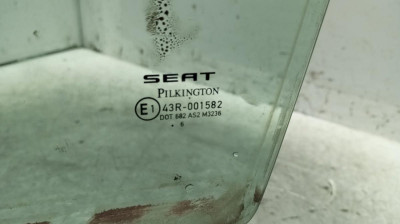 SEAT
PILKINGTON
E1 43R-001582
DOT 682 AS2 M3236